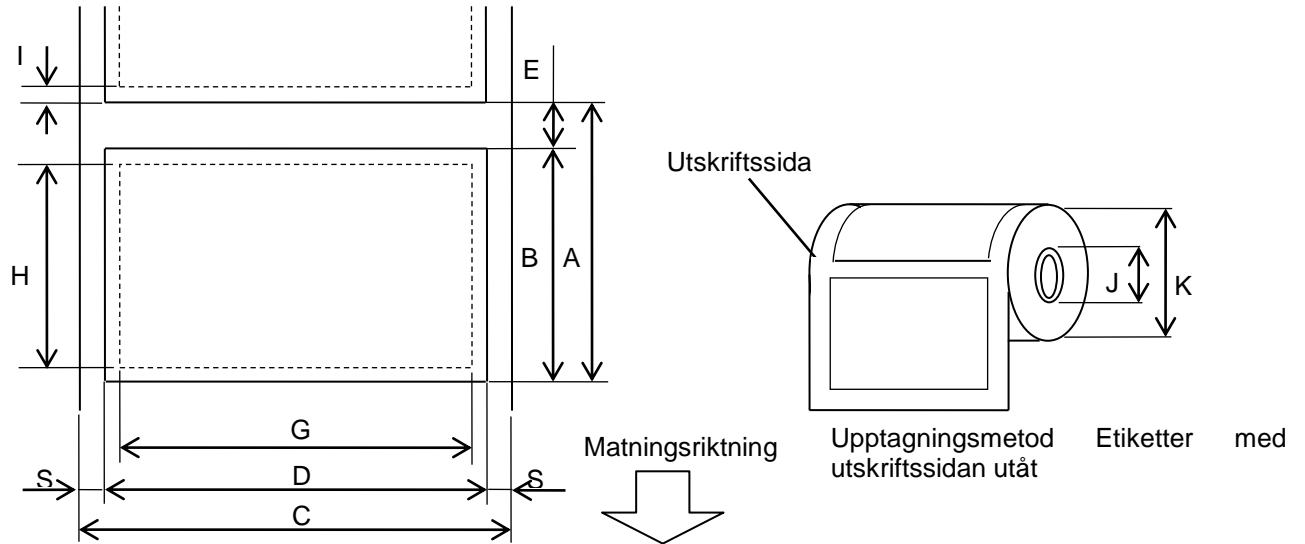 I
E
Utskriftssida
H
B
A
J
K
G
Matningsriktning
Upptagningsmetod Etiketter med
utskriftssidan utåt
S
D
S
C